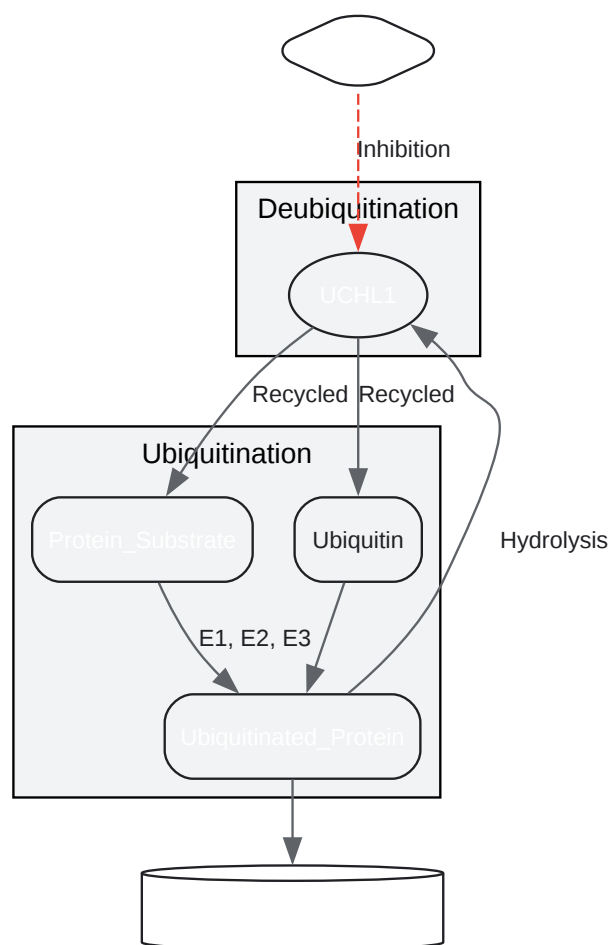 Inhibition
Deubiquitination
UCHL1
Recycled
Recycled
Ubiquitination
Protein_Substrate
Ubiquitin
Hydrolysis
E1, E2, E3
Ubiquitinated_Protein